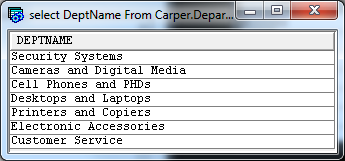 select DeptName From Carper.Depar...
DEPTNAME
Security Systems
Cameras and Digital Media
Cell Phones and PHDs
Desktops and Laptops
Printers and Copiers
Electronic Accessories
Customer Service